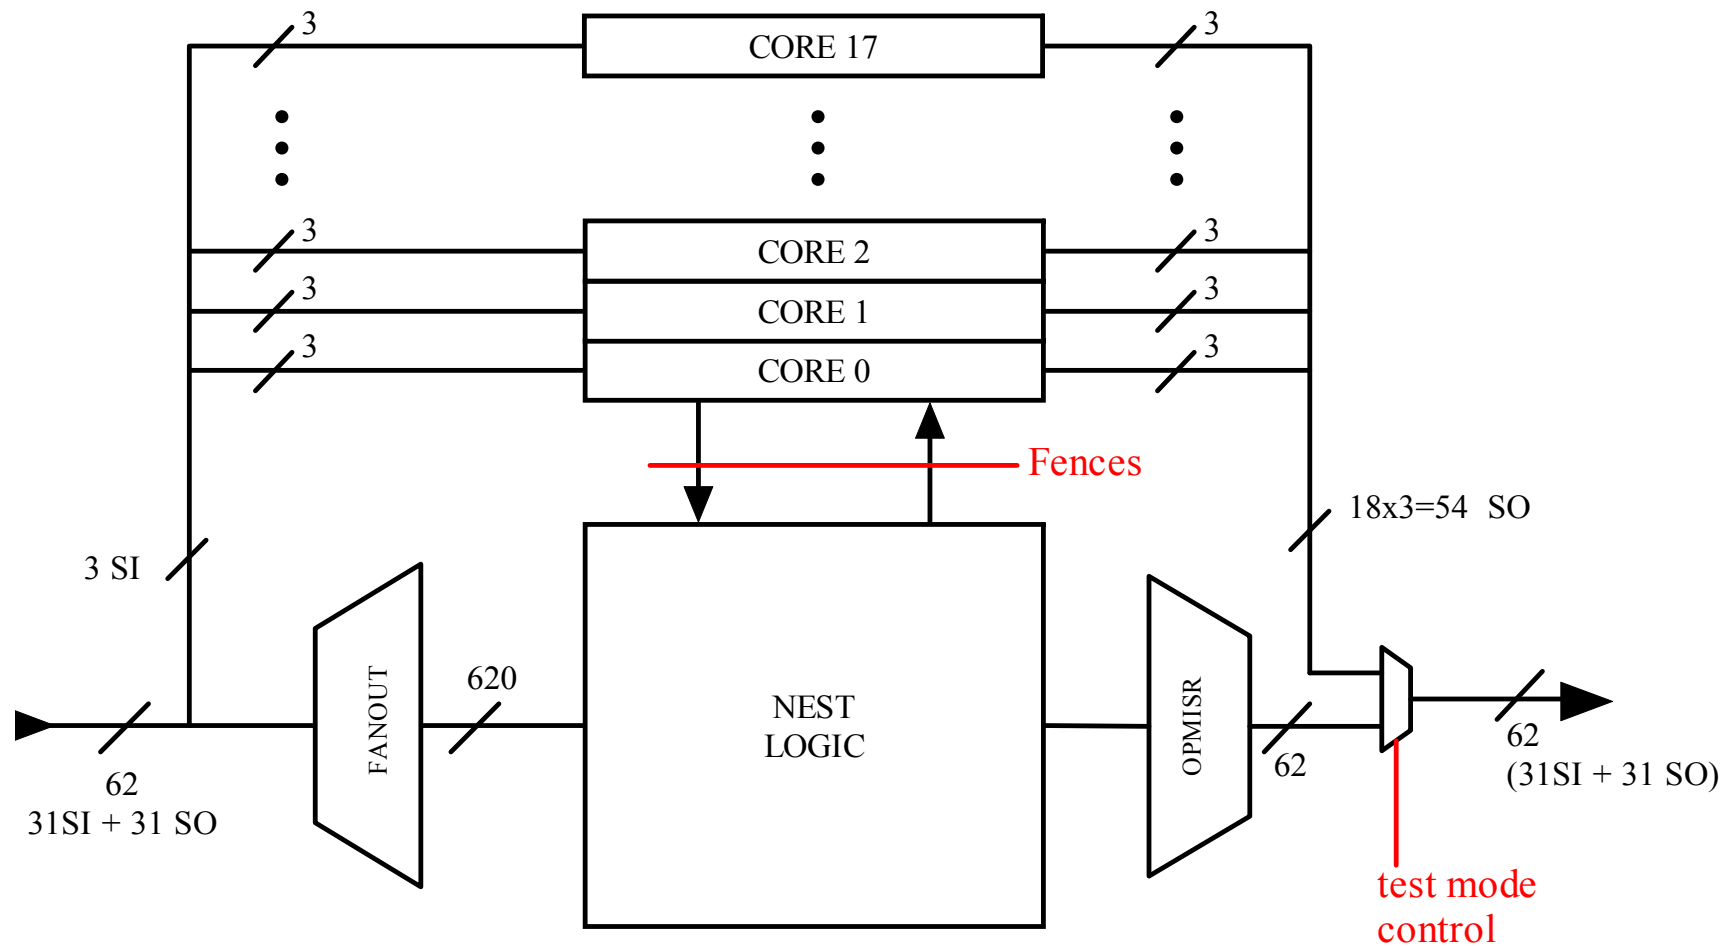 3
CORE 17
3
3
CORE 2
3
3
CORE 1
3
3
CORE 0
3
Fences
18x3=54 SO
3 SI
FANOUT
620
NEST
LOGIC
OPMISR
62
62
31SI + 31 SO
62
(31SI + 31 SO)
test mode
control